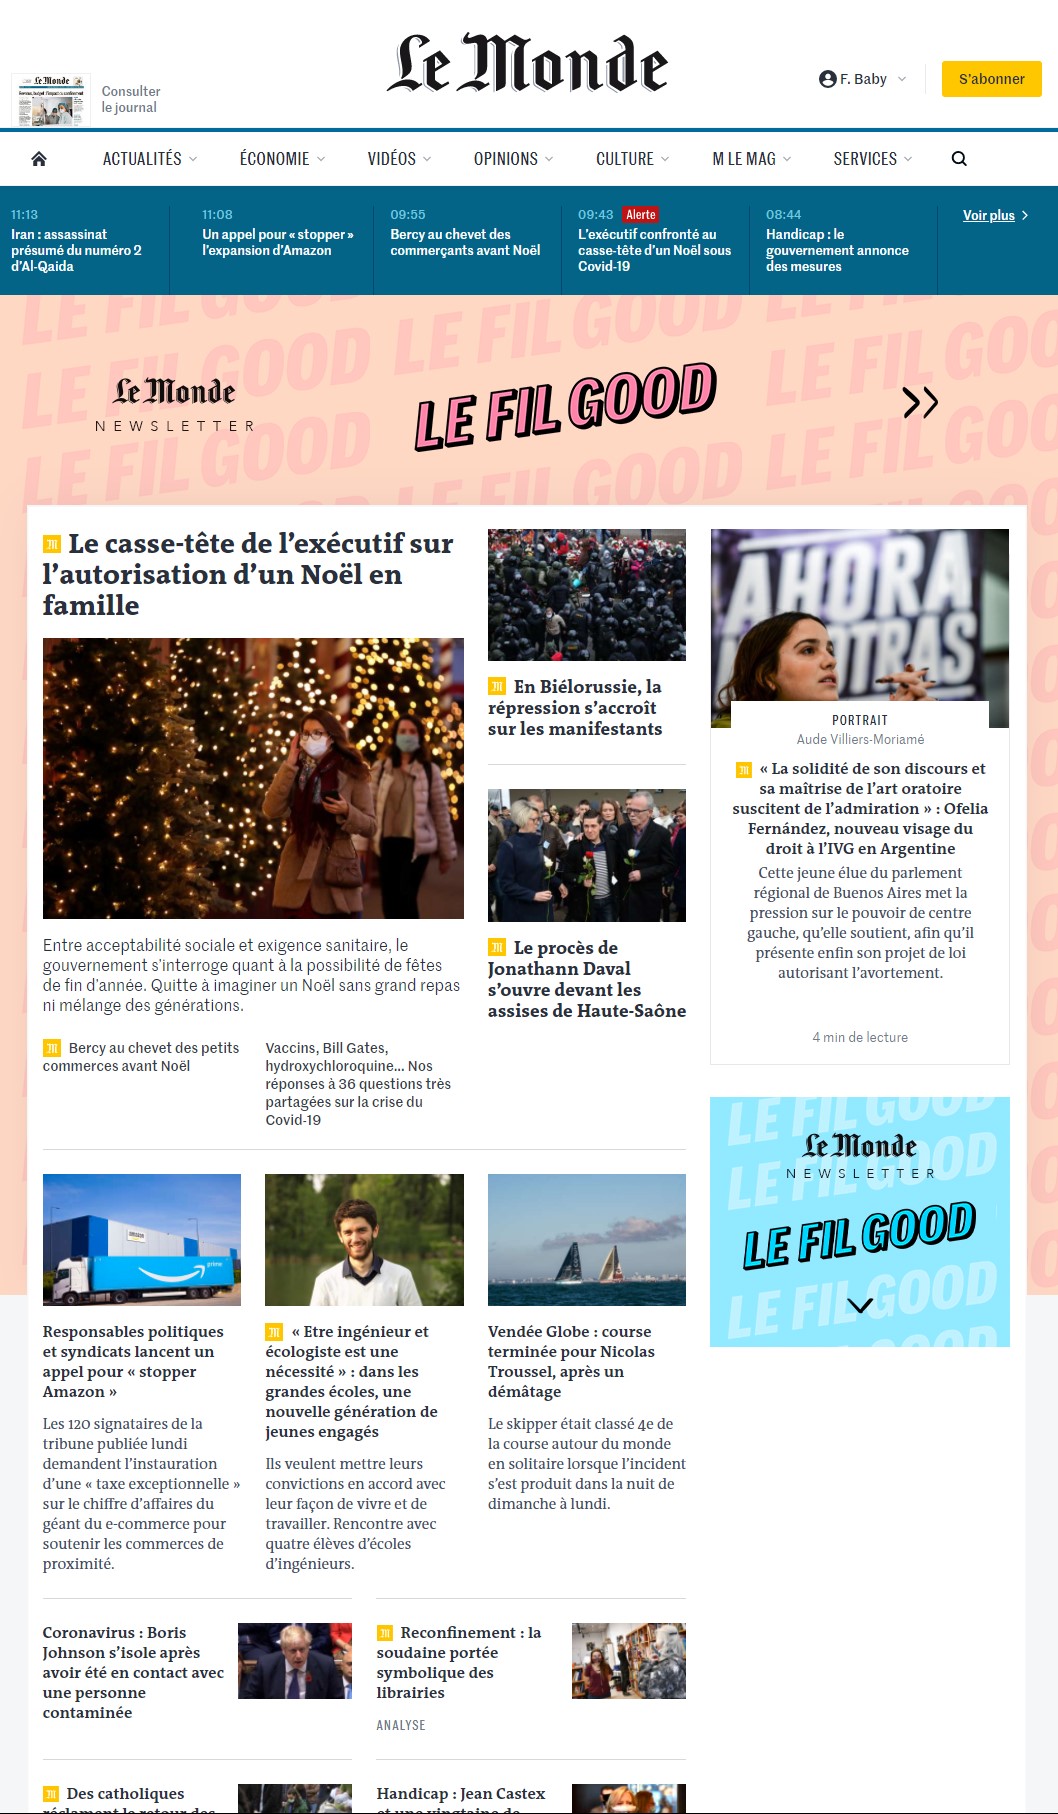 Le Monde
Le Monde
Consulter
le journal
F. Baby
S'abonner
ACTUALITÉS
ÉCONOMIE
VIDÉOS
OPINIONS
CULTURE
M LE MAG
SERVICES
11:13
Iran : assassinat
présumé du numéro 2
d'Al-Qaida
11:08
Un appel pour « stopper »
l'expansion d'Amazon
09:55
Bercy au chevet des
commerçants avant Noël
09:43 Alerte
L'exécutif confronté au
casse-tête d'un Noël sous
Covid-19
08:44
Handicap : le
gouvernement annonce
des mesures
Voir plus
Le Monde
NEWSLETTER
LE FIL GOOD
Le casse-tête de l'exécutif sur
l'autorisation d'un Noël en
famille
Entre acceptabilité sociale et exigence sanitaire, le
gouvernement s'interroge quant à la possibilité de fêtes
de fin d'année. Quitte à imaginer un Noël sans grand repas
ni mélange des générations.
Bercy au chevet des petits
commerces avant Noël
Vaccins, Bill Gates,
hydroxychloroquine... Nos
réponses à 36 questions très
partagées sur la crise du
Covid-19
En Biélorussie, la
répression s'accroît
sur les manifestants
Le procès de
Jonathann Daval
s'ouvre devant les
assises de Haute-Saône
AHORA
OTRAS
PORTRAIT
Aude Villiers-Moriamé
« La solidité de son discours et
sa maîtrise de l'art oratoire
suscitent de l'admiration » : Ofelia
Fernández, nouveau visage du
droit à l'IVG en Argentine
Cette jeune élue du parlement
régional de Buenos Aires met la
pression sur le pouvoir de centre
gauche, qu'elle soutient, afin qu'il
présente enfin son projet de loi
autorisant l'avortement.
4 min de lecture
Le Monde
NEWSLETTER
LE FIL GOOD
prime
Responsables politiques
et syndicats lancent un
appel pour « stopper
Amazon »
Les 120 signataires de la
tribune publiée lundi
demandent l'instauration
d'une « taxe exceptionnelle »
sur le chiffre d'affaires du
géant du e-commerce pour
soutenir les commerces de
proximité.
« Etre ingénieur et
écologiste est une
nécessité » : dans les
grandes écoles, une
nouvelle génération de
jeunes engagés
Ils veulent mettre leurs
convictions en accord avec
leur façon de vivre et de
travailler. Rencontre avec
quatre élèves d'écoles
d'ingénieurs.
Vendée Globe : course
terminée pour Nicolas
Troussel, après un
démâtage
Le skipper était classé 4e de
la course autour du monde
en solitaire lorsque l'incident
s'est produit dans la nuit de
dimanche à lundi.
Coronavirus : Boris
Johnson s'isole après
avoir été en contact avec
une personne
contaminée
Reconfinement : la
soudaine portée
symbolique des
librairies
ANALYSE
Des catholiques
réclament le retour des
Handicap : Jean Castex
et une vingtaine de